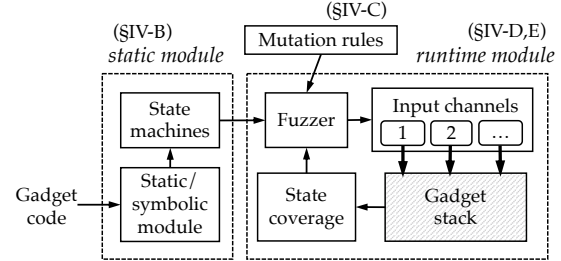 (§IV-B)
static module
(§IV-C)
Mutation rules
(§IV-D,E)
runtime module
State
machines
Fuzzer
Input channels
1 2 ...
Gadget
code
Static/
symbolic
module
State
coverage
Gadget
stack